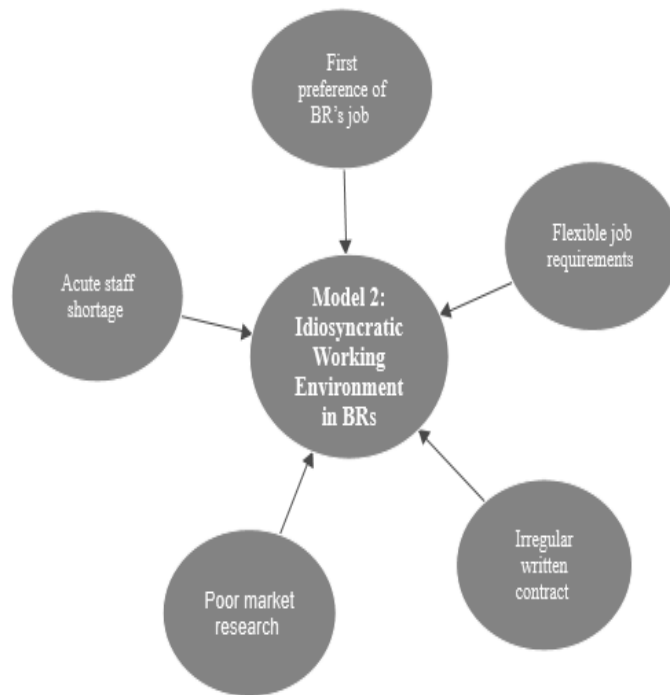 First
preference of
BR's job
Flexible job
requirements
Acute staff
shortage
Model 2:
Idiosyncratic
Working
Environment
in BRs
Irregular
written
contract
Poor market
research